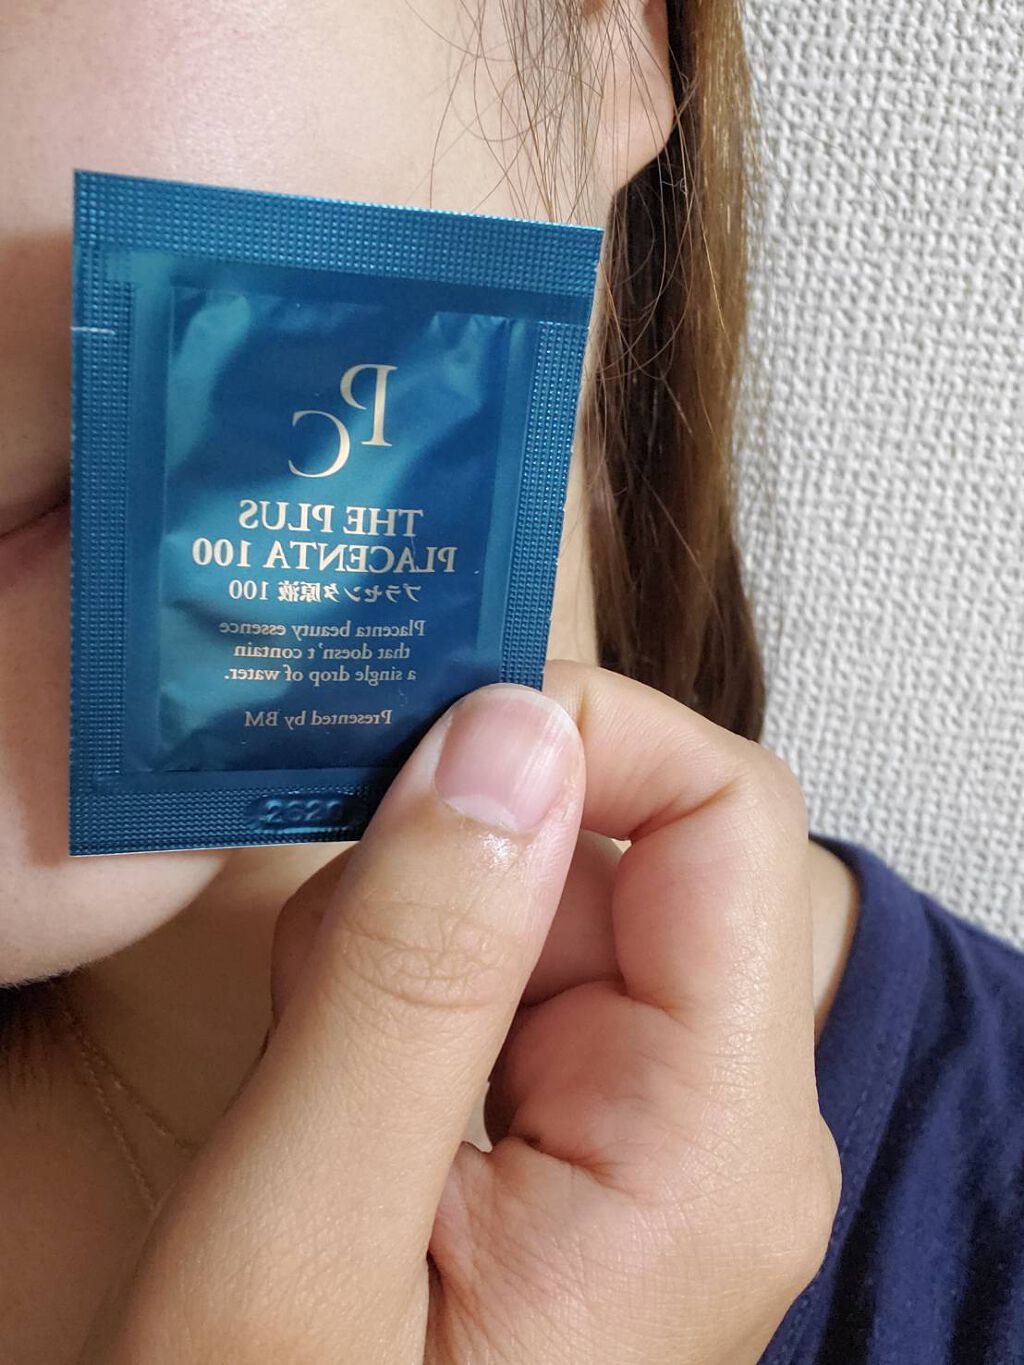 PC
THE PLUS
PLACENTA 100
プラセンタ原液 100
Placenta beauty essence
that doesn't contain
a single drop of water.
Presented by BM